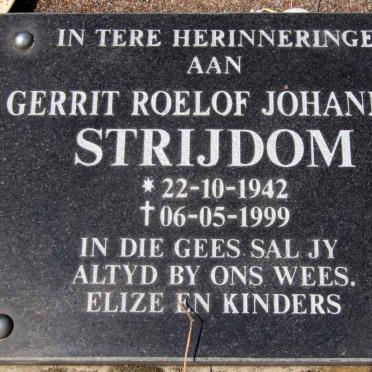 IN TERE HERINNERINGE
AAN
GERRIT ROELOF JOHANN
STRIJDOM
* 22-10-1942
† 06-05-1999
IN DIE GEES SAL JY
ALTYD BY ONS WEES.
ELIZE EN KINDERS